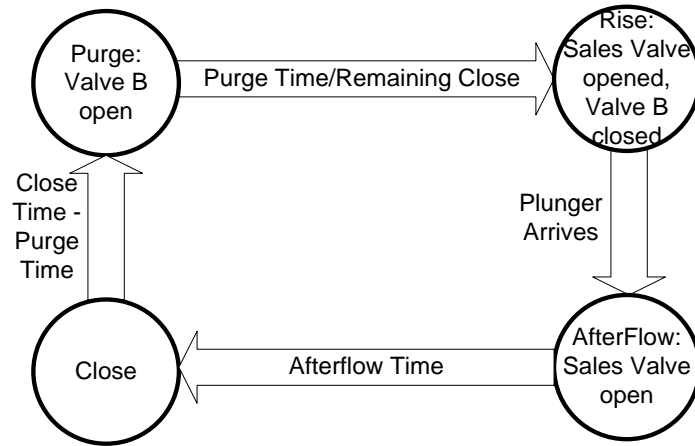 Purge:
Valve B
open
Purge Time/Remaining Close
Rise:
Sales Valve
opened,
Valve B
closed
Close
Time -
Purge
Time
Plunger
Arrives
Close
Afterflow Time
AfterFlow:
Sales Valve
open